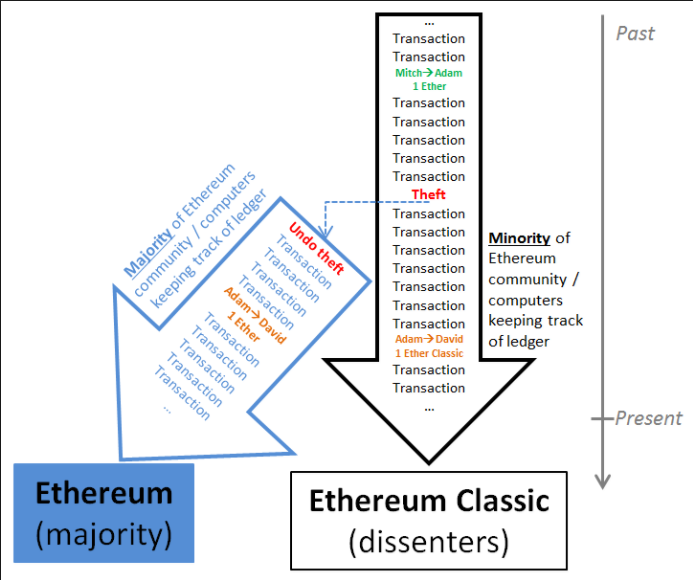 ...
Transaction
Transaction
Mitch→Adam
1 Ether
Transaction
Transaction
Transaction
Transaction
Transaction
Theft
Transaction
Transaction
Transaction
Transaction
Transaction
Transaction
Transaction
Adam→David
1 Ether Classic
Transaction
Transaction
...
Past
Present
Majority of Ethereum
community / computers
keeping track of ledger
Undo theft
Transaction
Transaction
Transaction
Transaction
Adam→David
1 Ether
Transaction
Transaction
Transaction
Transaction
Transaction
...
Minority of
Ethereum
community /
computers
keeping track
of ledger
Ethereum
(majority)
Ethereum Classic
(dissenters)